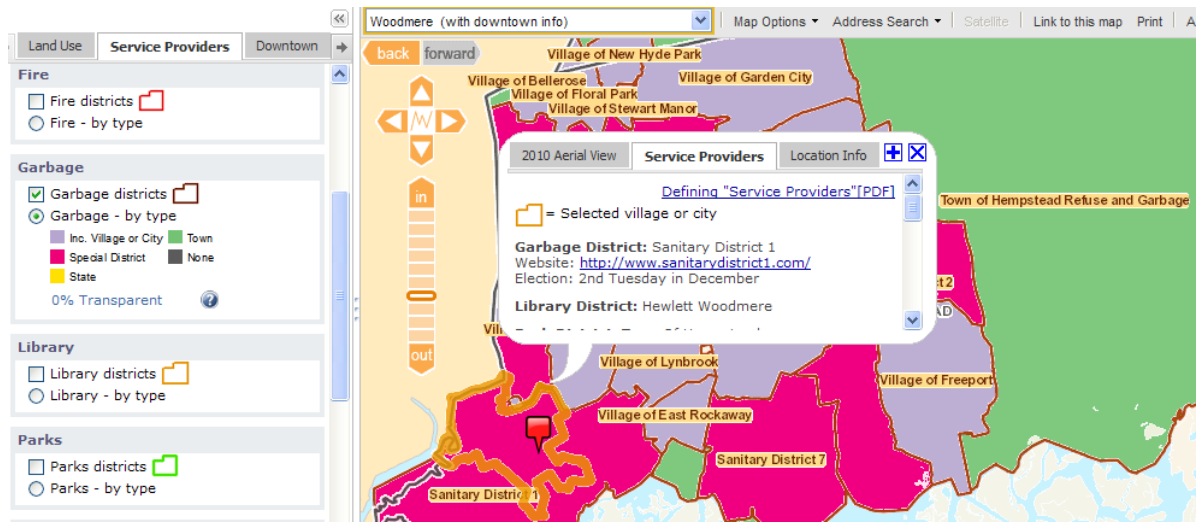 Woodmere (with downtown info)
Map Options
Address Search
Satellite
Link to this map
Print
A
Land Use
Service Providers
Downtown
Fire
Fire districts
Fire - by type
Garbage
Garbage districts
Garbage - by type
Inc. Village or City
Town
Special District
None
State
0% Transparent
?
Library
Library districts
Library - by type
Parks
Parks districts
Parks - by type
back
forward
in
out
Village of New Hyde Park
Village of Bellerose
Village of Garden City
Village of Floral Park
Village of Stewart Manor
2010 Aerial View
Service Providers
Location Info
Defining "Service Providers"[PDF]
= Selected village or city
Garbage District: Sanitary District 1
Website: http://www.sanitarydistrict1.com/
Election: 2nd Tuesday in December
Library District: Hewlett Woodmere
Town of Hempstead Refuse and Garbage
ct 2
AD
Vill
Village of Lynbrook
Village of Freeport
Village of East Rockaway
Sanitary District 7
Sanitary District 1